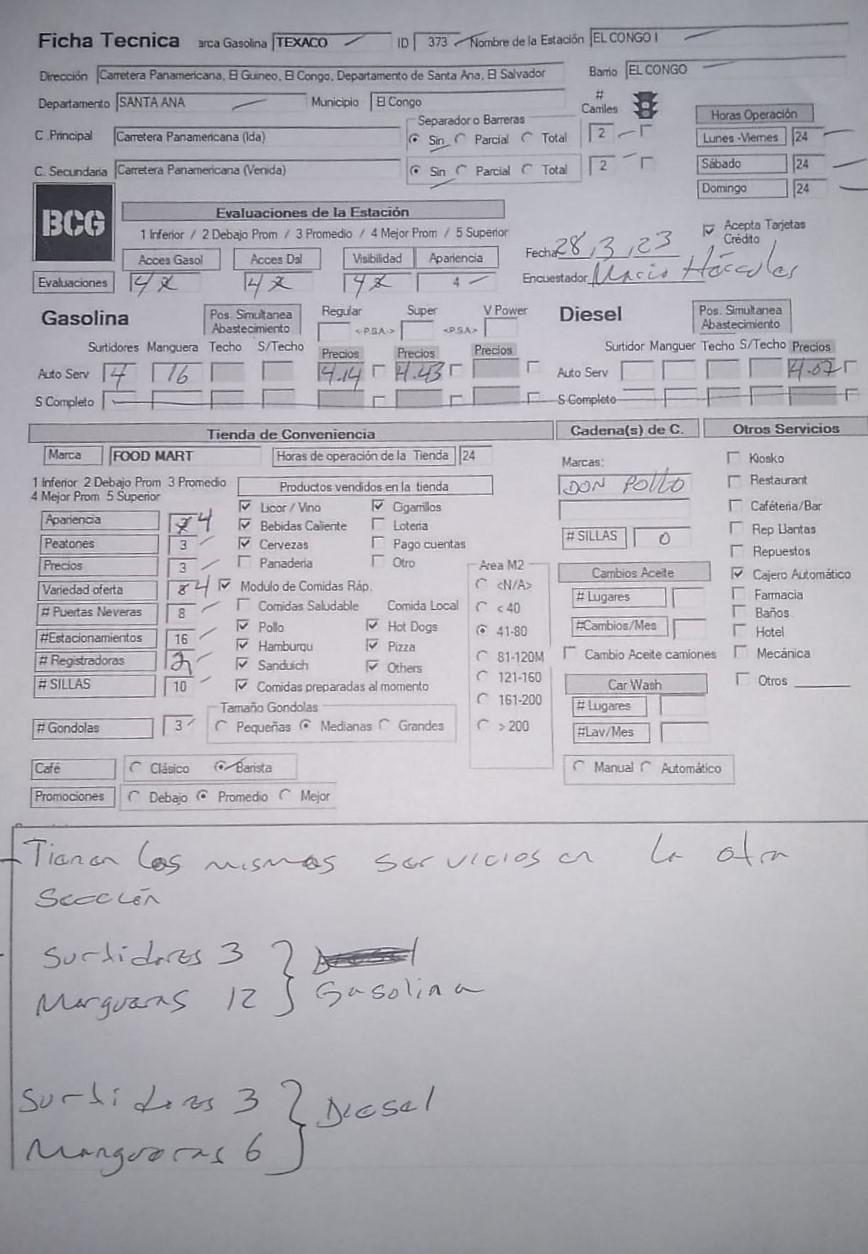 Ficha Tecnica arca Gasolina TEXACO ID 373 Nombre de la Estación EL CONGO I
Dirección Carretera Panamericana, El Guineo, El Congo, Departamento de Santa Ana, El Salvador Barrio EL CONGO
Departamento SANTA ANA Municipio El Congo # Carriles
Separador o Barreras Horas Operación
C .Principal Carretera Panamericana (Ida) Sin Parcial Total 2 Lunes -Viernes 24
C. Secundaria Carretera Panamericana (Venida) Sin Parcial Total 2 Sábado 24
Domingo 24
BCG
Evaluaciones de la Estación
1 Inferior / 2 Debajo Prom / 3 Promedio / 4 Mejor Prom / 5 Superior
Acepta Tarjetas Crédito
Fecha 28, 3, 23
Acces Gasol Acces Dsl Visibilidad Apariencia
Evaluaciones 4 4 4 4 Encuestador
Gasolina Pos. Simultanea Abastecimiento Regular Super V Power Diesel Pos. Simultanea Abastecimiento
<-P.S.A.-> <P.S.A>
Surtidores Manguera Techo S/Techo Precios Precios Precios Surtidor Manguer Techo S/Techo Precios
Auto Serv 4 16 4.14 4.43 Auto Serv 4.07
S Completo S Completo
Tienda de Conveniencia Cadena(s) de C. Otros Servicios
Marca FOOD MART Horas de operación de la Tienda 24 Marcas: Kiosko
1 Inferior 2 Debajo Prom 3 Promedio
4 Mejor Prom 5 Superior
Productos vendidos en la tienda DON POLLO Restaurant
Apariencia 4 Licor / Vino Cigarrillos Caféteria/Bar
Bebidas Caliente Loteria Rep Llantas
Peatones 3 Cervezas Pago cuentas # SILLAS 0 Repuestos
Precios 3 Panaderia Otro Area M2 Cambios Aceite Cajero Automático
Variedad oferta 4 Modulo de Comidas Ráp. <N/A> # Lugares Farmacia
# Puertas Neveras 8 Comidas Saludable Comida Local < 40 Baños
#Estacionamientos 16 Pollo Hot Dogs 41-80 #Cambios/Mes Hotel
# Registradoras 2 Hamburqu Pizza 81-120M Cambio Aceite camiones Mecánica
# SILLAS 10 Sanduich Others 121-160 Car Wash Otros
Comidas preparadas al momento 161-200 # Lugares
Tamaño Gondolas
# Gondolas 3 Pequeñas Medianas Grandes > 200 #Lav/Mes
Café Clásico Barista Manual Automático
Promociones Debajo Promedio Mejor
Tienen los mismos servicios en la otra
Sección
Surtidores 3
Mangueras 12 Gasolina
Surtidores 3 Diesel
Mangueras 6